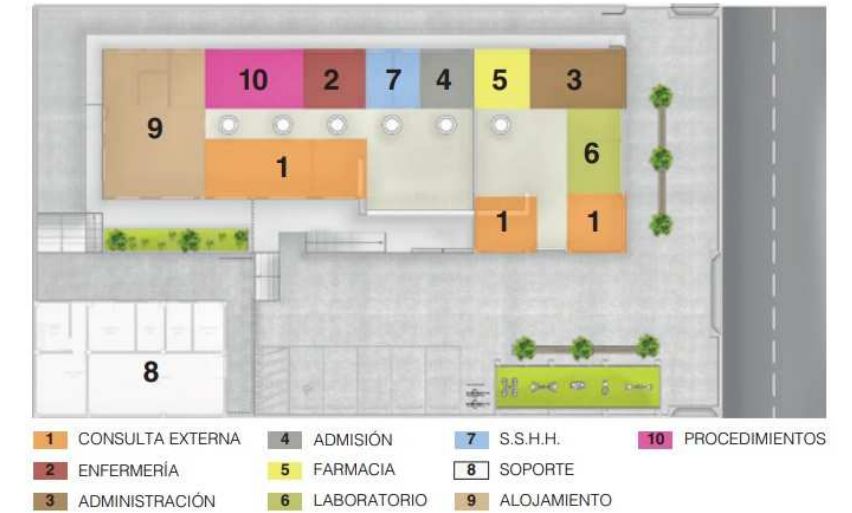 10 2 7 4 5 3
9
1
6
1 1
8
1 CONSULTA EXTERNA
2 ENFERMERÍA
3 ADMINISTRACIÓN
4 ADMISIÓN
5 FARMACIA
6 LABORATORIO
7 S.S.H.H.
8 SOPORTE
9 ALOJAMIENTO
10 PROCEDIMIENTOS